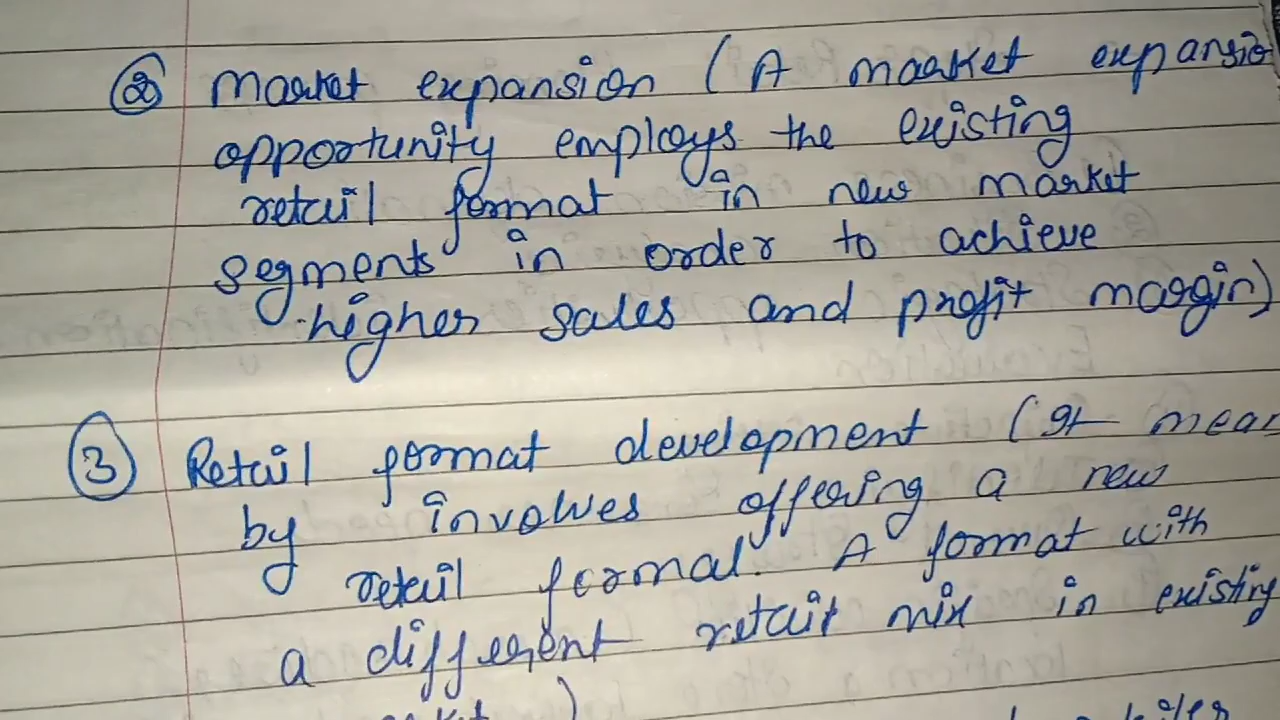 ② Market expansion (A market expansio
opportunity employs the existing
retail format in new market
segments in order to achieve
higher sales and profit margin)
③ Retail format development (It mean
by involves offering a new
retail format. A format with
a different retail mix in existing
)